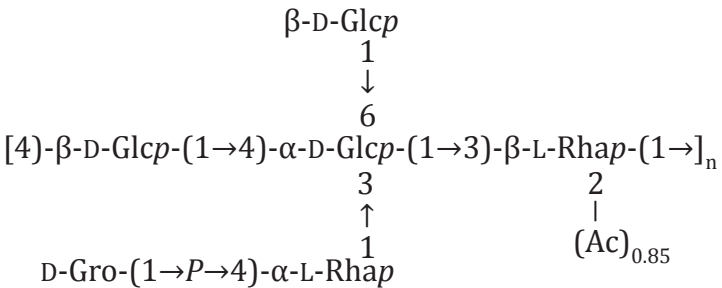 β-D-Glcp
1
↓
6
[4)-β-D-Glcp-(1→4)-α-D-Glcp-(1→3)-β-L-Rhap-(1→]n
3 2
↑ |
1 (Ac)0.85
D-Gro-(1→P→4)-α-L-Rhap